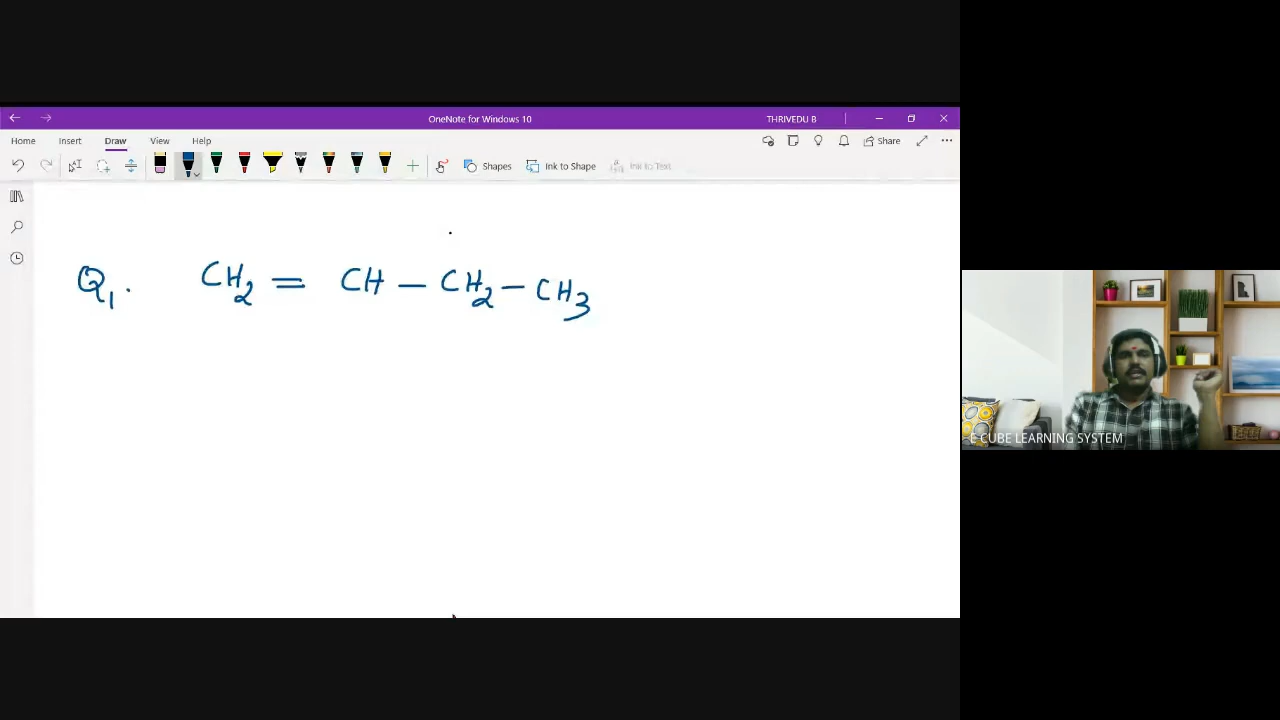 OneNote for Windows 10
THRIVEDU B
Home Insert Draw View Help
Share
Shapes Ink to Shape Ink to Text
Q1. CH2 = CH - CH2 - CH3
E CUBE LEARNING SYSTEM